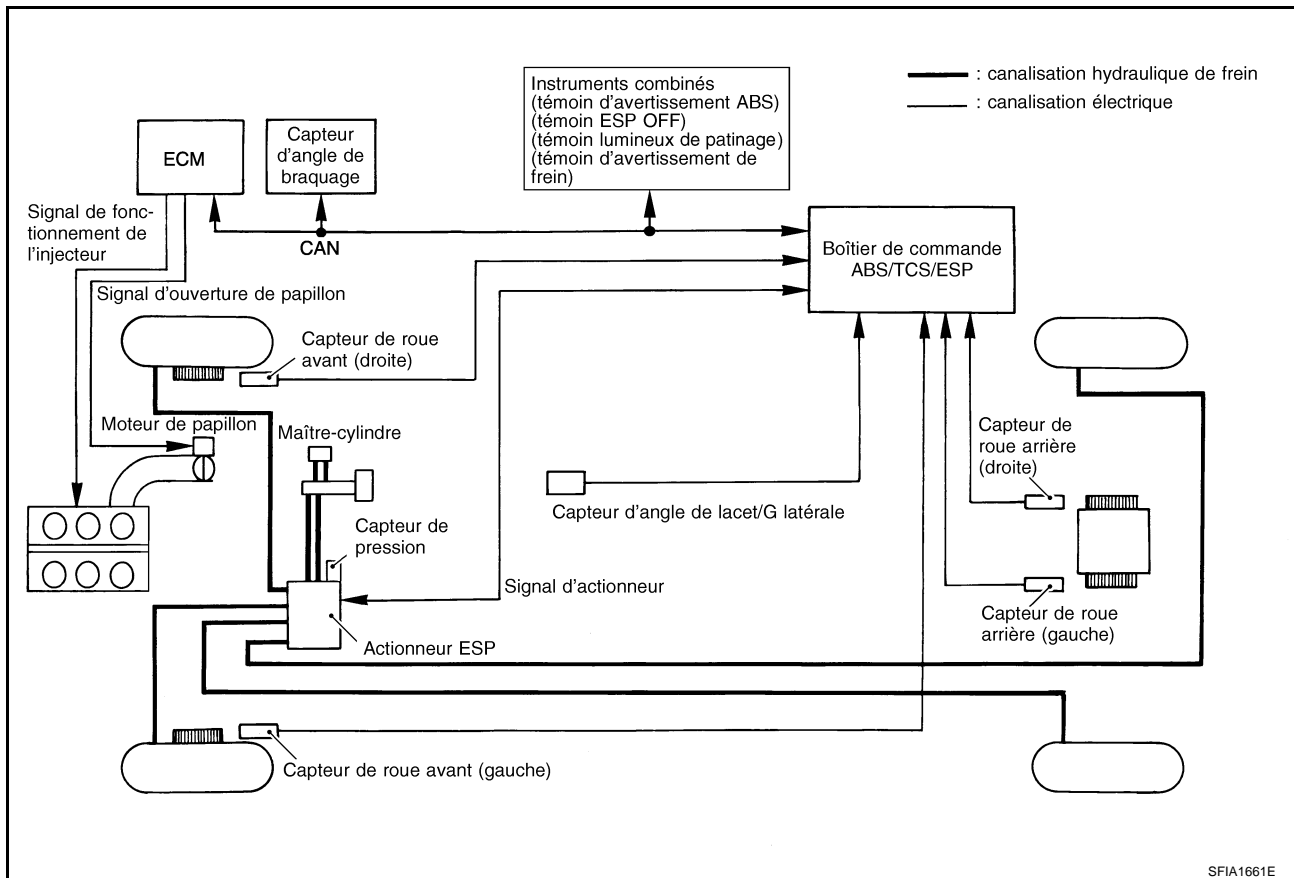 Instruments combinés
(témoin d'avertissement ABS)
(témoin ESP OFF)
(témoin lumineux de patinage)
(témoin d'avertissement de
frein)
: canalisation hydraulique de frein
: canalisation électrique
ECM
Capteur
d'angle de
braquage
Signal de fonc-
tionnement de
l'injecteur
CAN
Boîtier de commande
ABS/TCS/ESP
Signal d'ouverture de papillon
Capteur de roue
avant (droite)
Moteur de papillon
Maître-cylindre
Capteur de
roue arrière
(droite)
Capteur d'angle de lacet/G latérale
Capteur de
pression
Signal d'actionneur
Capteur de roue
arrière (gauche)
Actionneur ESP
Capteur de roue avant (gauche)
SFIA1661E